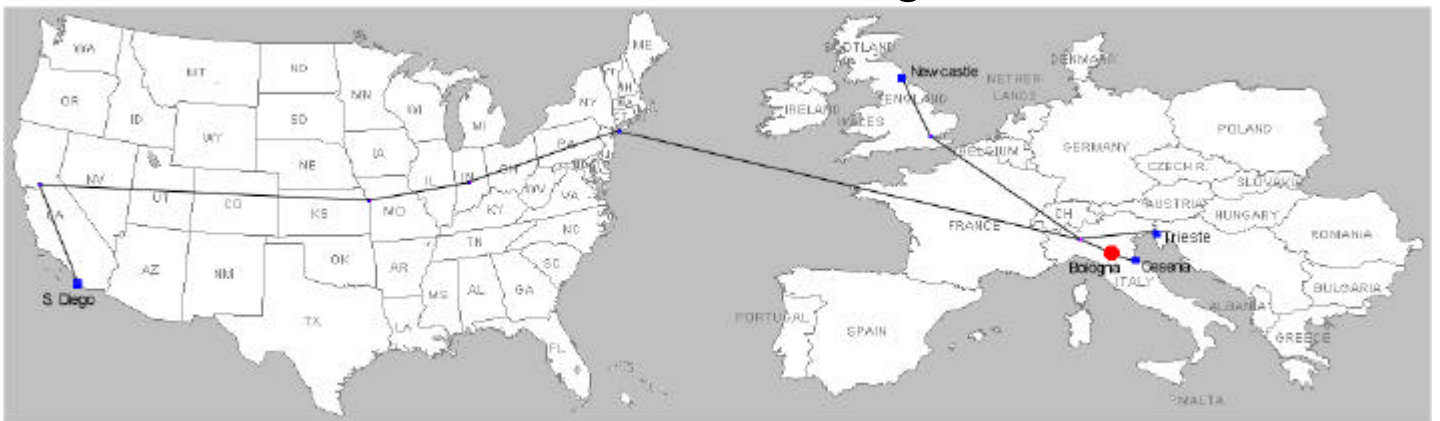 WA
MT
ND
MN
ME
OR
ID
WY
SD
WI
MI
NY
NE
IA
PA
NV
UT
CO
KS
MO
IL
IN
OH
WV
VA
KY
CA
AZ
NM
OK
AR
TN
NC
SC
TX
LA
MS
AL
GA
FL
S. Diego
SCOTLAND
Newcastle
DENMARK
NETHER
LANDS
IRELAND
ENGLAND
WALES
BELGIUM
GERMANY
POLAND
CZECH R.
SLOVAKIA
AUSTRIA
HUNGARY
CH
FRANCE
Trieste
ROMANIA
Bologna
Cesena
ITALY
BULGARIA
ALBANIA
PORTUGAL
SPAIN
GREECE
MALTA